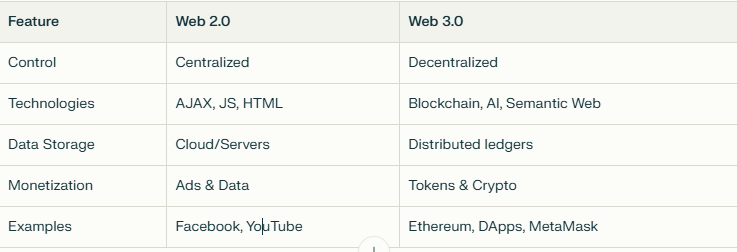 Feature Web 2.0 Web 3.0
Control Centralized Decentralized
Technologies AJAX, JS, HTML Blockchain, AI, Semantic Web
Data Storage Cloud/Servers Distributed ledgers
Monetization Ads & Data Tokens & Crypto
Examples Facebook, YouTube Ethereum, DApps, MetaMask